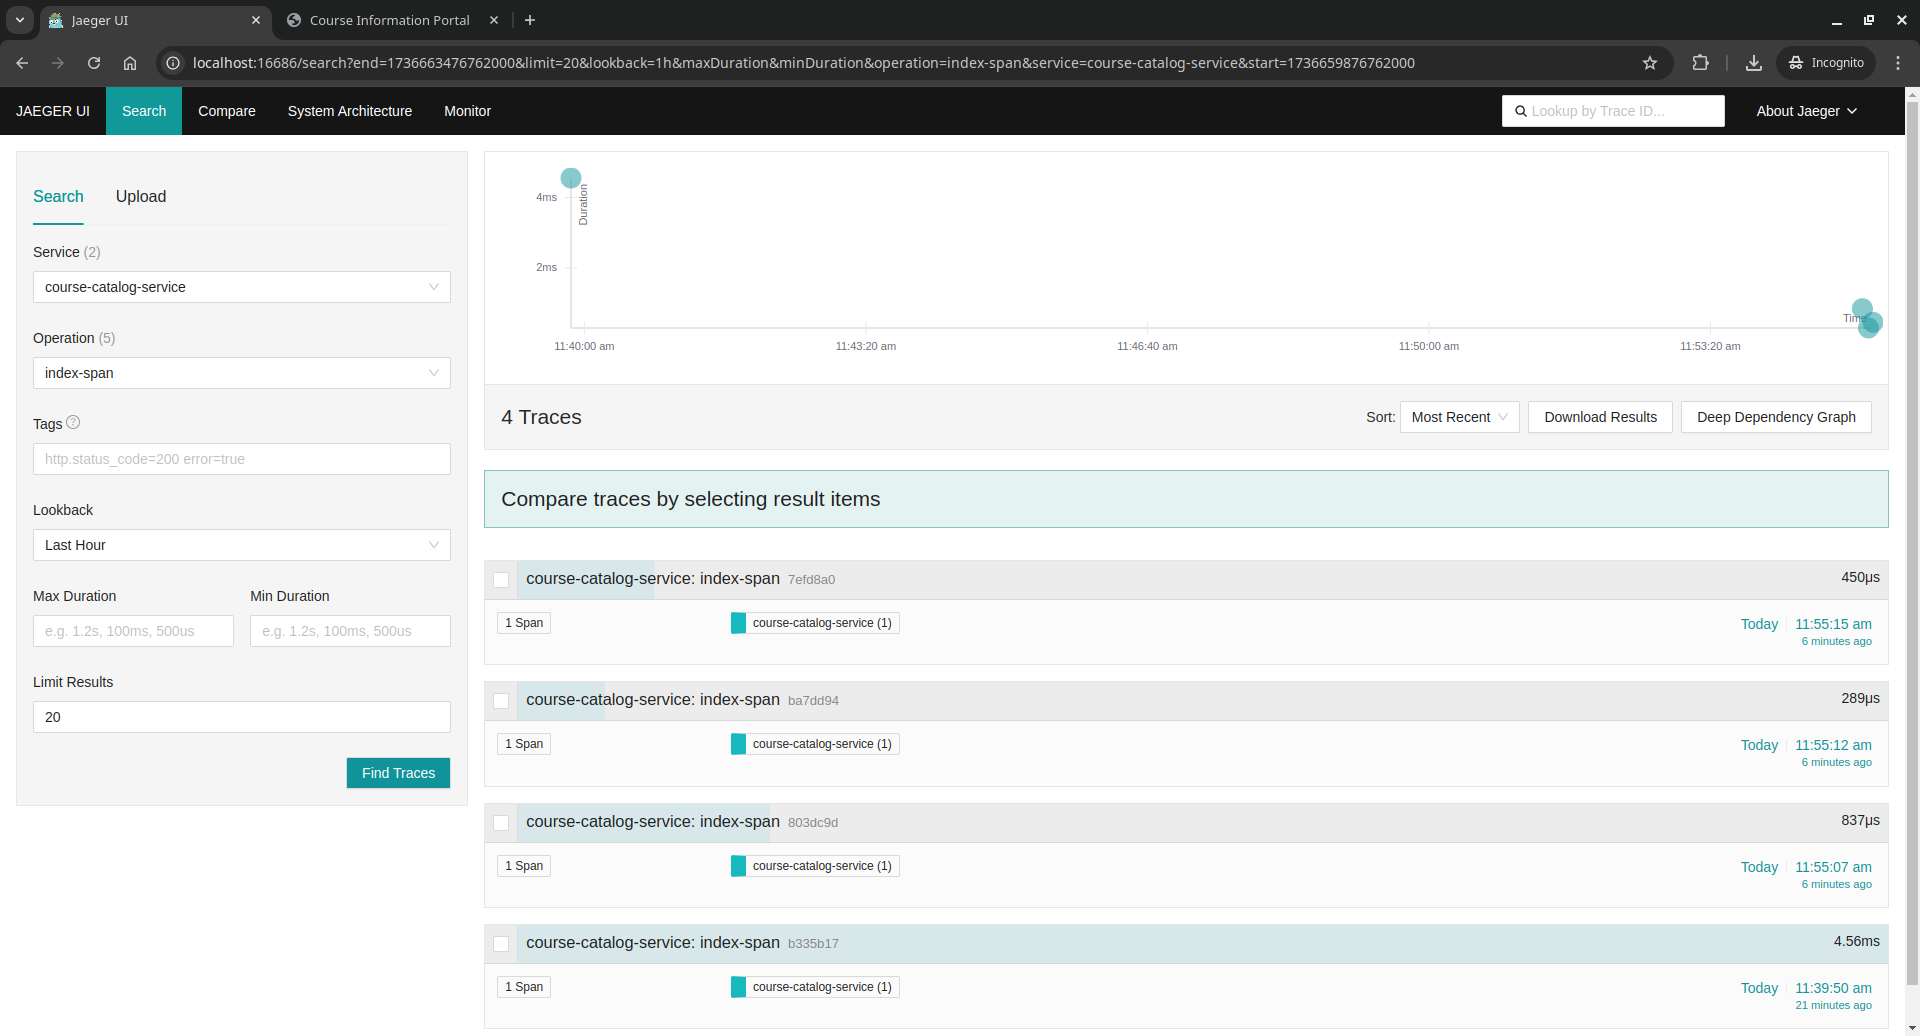 Jaeger UI
Course Information Portal
localhost:16686/search?end=1736663476762000&limit=20&lookback=1h&maxDuration&minDuration&operation=index-span&service=course-catalog-service&start=1736659876762000
Incognito
JAEGER UI
Search
Compare
System Architecture
Monitor
Lookup by Trace ID...
About Jaeger
Search
Upload
Service (2)
course-catalog-service
Operation (5)
index-span
Tags
http.status_code=200 error=true
Lookback
Last Hour
Max Duration
Min Duration
e.g. 1.2s, 100ms, 500us
e.g. 1.2s, 100ms, 500us
Limit Results
20
Find Traces
4ms
Duration
2ms
Time
11:40:00 am
11:43:20 am
11:46:40 am
11:50:00 am
11:53:20 am
4 Traces
Sort:
Most Recent
Download Results
Deep Dependency Graph
Compare traces by selecting result items
course-catalog-service: index-span 7efd8a0
450μs
1 Span
course-catalog-service (1)
Today
11:55:15 am
6 minutes ago
course-catalog-service: index-span ba7dd94
289μs
1 Span
course-catalog-service (1)
Today
11:55:12 am
6 minutes ago
course-catalog-service: index-span 803dc9d
837μs
1 Span
course-catalog-service (1)
Today
11:55:07 am
6 minutes ago
course-catalog-service: index-span b335b17
4.56ms
1 Span
course-catalog-service (1)
Today
11:39:50 am
21 minutes ago